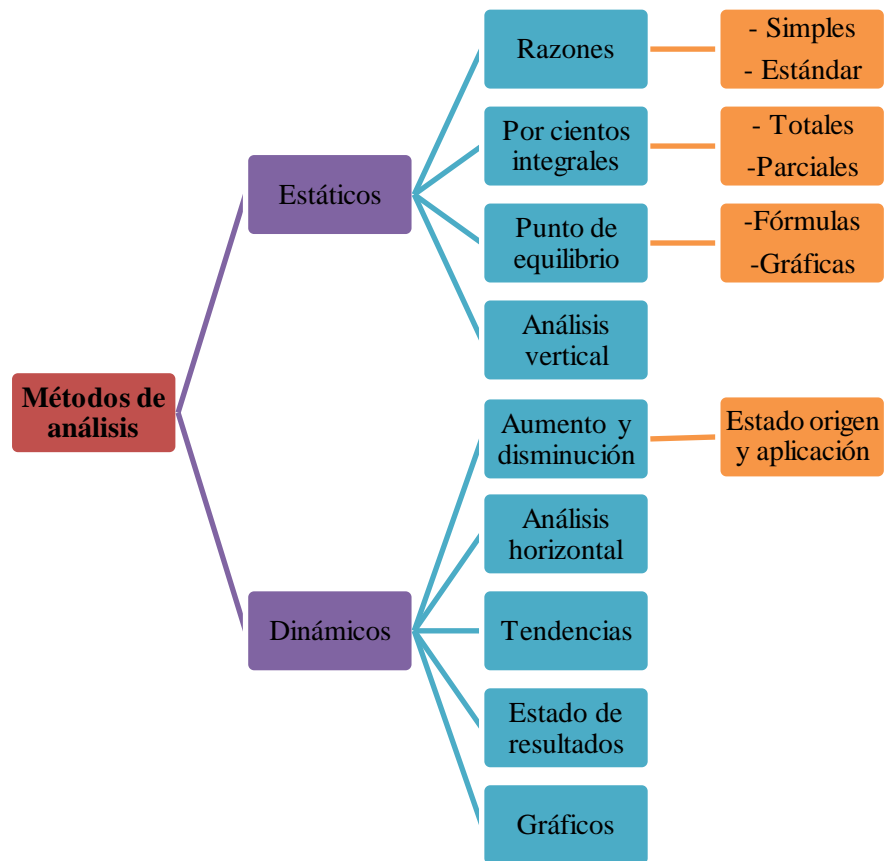 Métodos de
análisis
Estáticos
Razones
- Simples
- Estándar
Por cientos
integrales
- Totales
-Parciales
Punto de
equilibrio
-Fórmulas
-Gráficas
Análisis
vertical
Dinámicos
Aumento y
disminución
Estado origen
y aplicación
Análisis
horizontal
Tendencias
Estado de
resultados
Gráficos